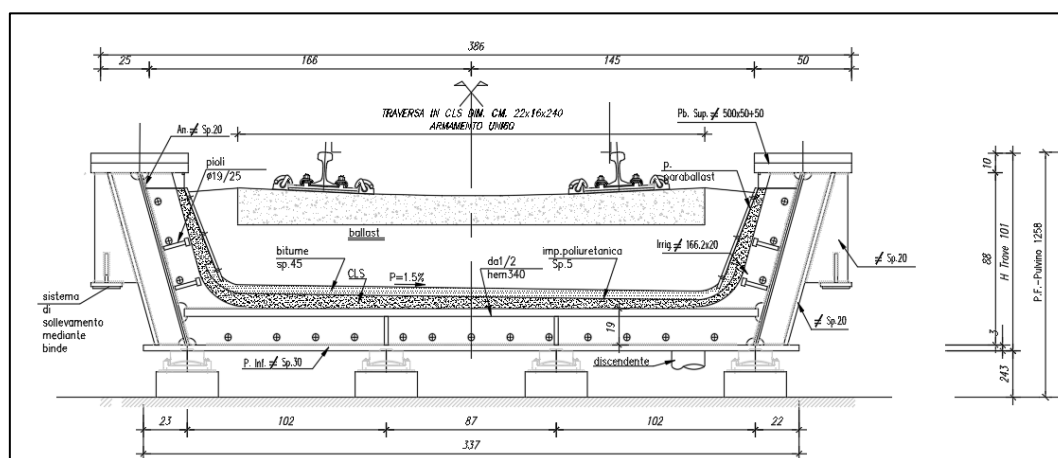 386
25
166
145
50
TRAVERSA IN CLS DIM. CM. 22x16x240
ARMAMENTO UNI60
An.≠ Sp.20
Pb. Sup.≠ 500x50+50
pioli
ø19/25
p.
paraballast
ballast
bitume
sp.45
CLS
P=1.5%
da1/2
hem340
imp.poliuretanica
Sp.5
Irrig.≠ 166.2x20
≠ Sp.20
≠ Sp.20
sistema
di
sollevamento
mediante
binde
P. Inf.≠ Sp.30
19
discendente
10
88
3
243
H Trave 101
P.F.-Pulvino 1258
23
102
87
102
22
337